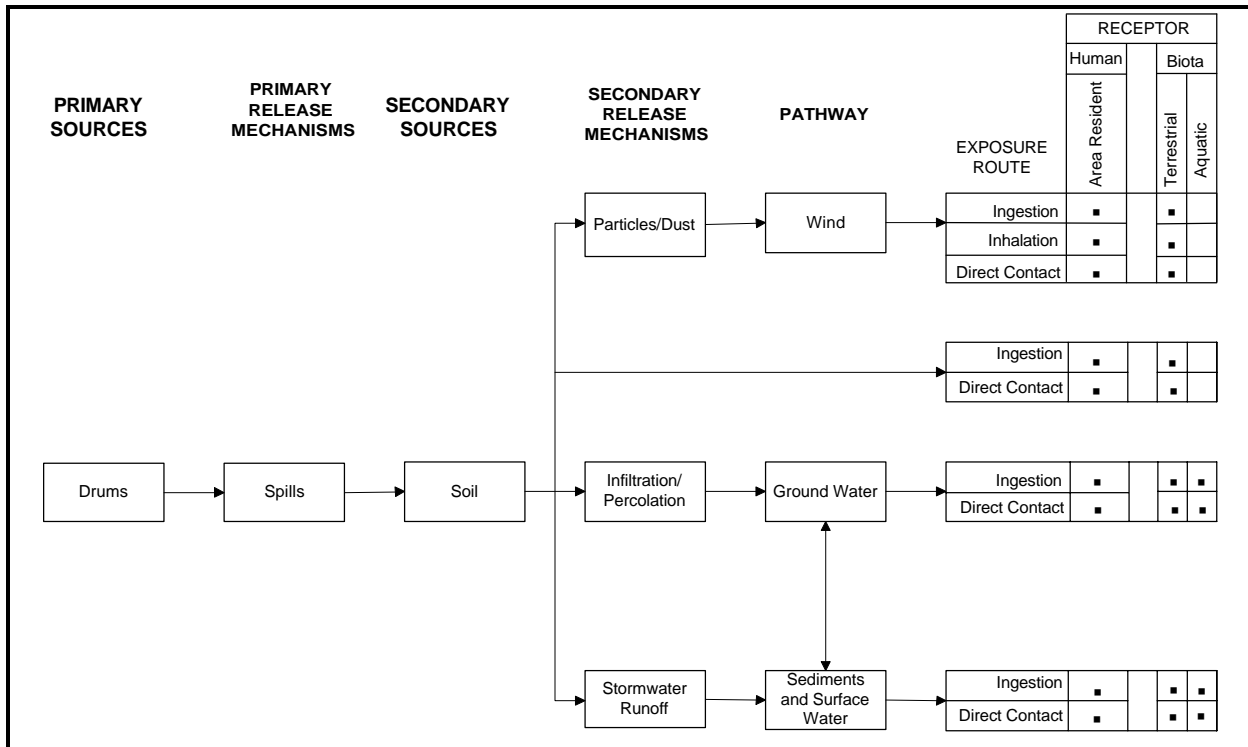 RECEPTOR
Human
Biota
PRIMARY
SOURCES
PRIMARY
RELEASE
MECHANISMS
SECONDARY
SOURCES
SECONDARY
RELEASE
MECHANISMS
PATHWAY
EXPOSURE
ROUTE
Area Resident
Terrestrial
Aquatic
Particles/Dust
Wind
Ingestion
Inhalation
Direct Contact
Ingestion
Direct Contact
Drums
Spills
Soil
Infiltration/
Percolation
Ground Water
Ingestion
Direct Contact
Stormwater
Runoff
Sediments
and Surface
Water
Ingestion
Direct Contact